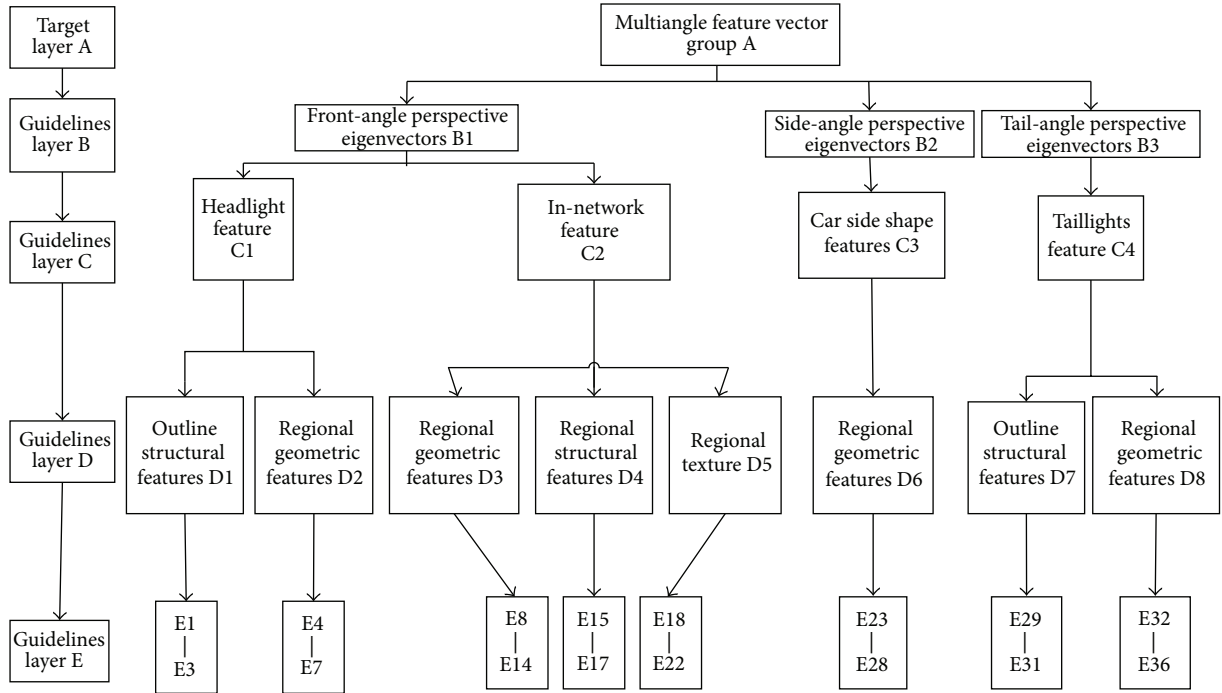 Target
layer A
Multiangle feature vector
group A
Guidelines
layer B
Front-angle perspective
eigenvectors B1
Side-angle perspective
eigenvectors B2
Tail-angle perspective
eigenvectors B3
Guidelines
layer C
Headlight
feature
C1
In-network
feature
C2
Car side shape
features C3
Taillights
feature C4
Guidelines
layer D
Outline
structural
features D1
Regional
geometric
features D2
Regional
geometric
features D3
Regional
structural
features D4
Regional
texture D5
Regional
geometric
features D6
Outline
structural
features D7
Regional
geometric
features D8
Guidelines
layer E
E1
E3
E4
E7
E8
E14
E15
E17
E18
E22
E23
E28
E29
E31
E32
E36